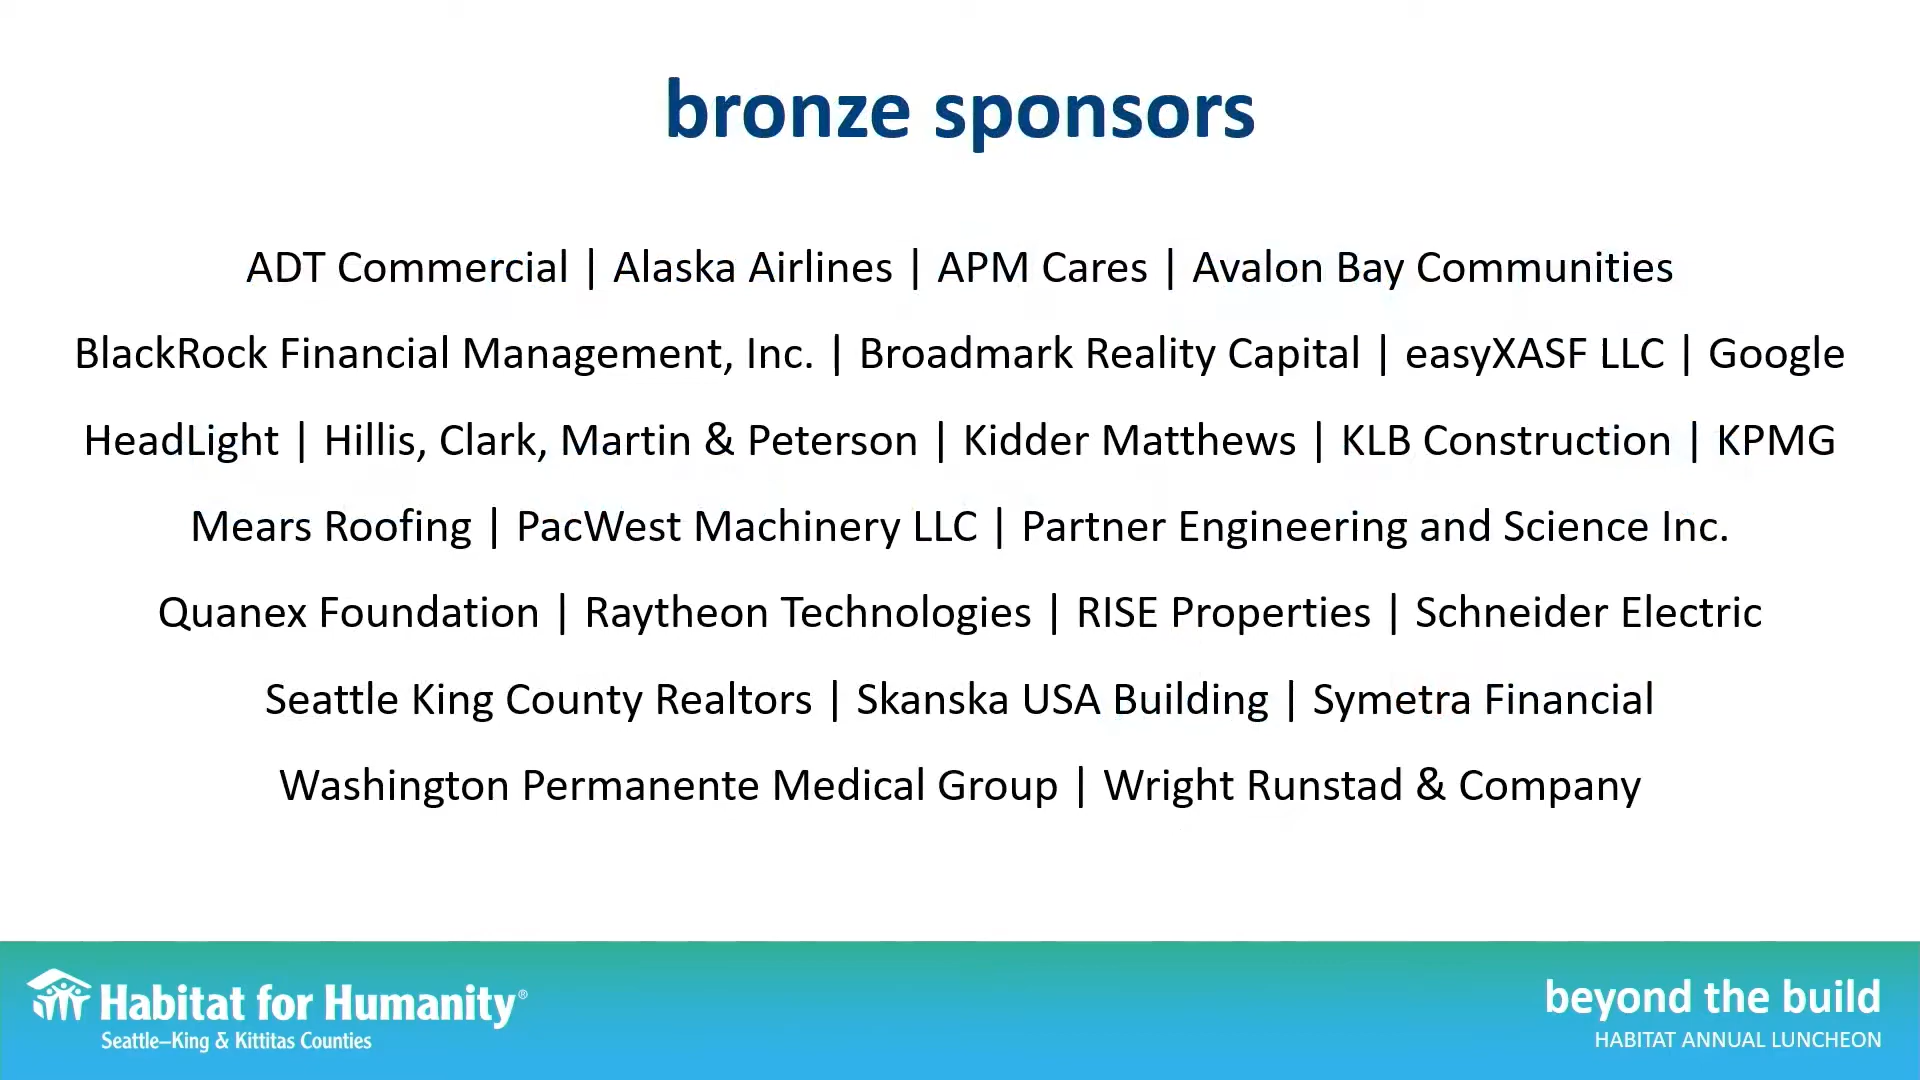 bronze sponsors
ADT Commercial | Alaska Airlines | APM Cares | Avalon Bay Communities
BlackRock Financial Management, Inc. | Broadmark Reality Capital | easyXASF LLC | Google
HeadLight | Hillis, Clark, Martin & Peterson | Kidder Matthews | KLB Construction | KPMG
Mears Roofing | PacWest Machinery LLC | Partner Engineering and Science Inc.
Quanex Foundation | Raytheon Technologies | RISE Properties | Schneider Electric
Seattle King County Realtors | Skanska USA Building | Symetra Financial
Washington Permanente Medical Group | Wright Runstad & Company
Habitat for Humanity®
Seattle–King & Kittitas Counties
beyond the build
HABITAT ANNUAL LUNCHEON